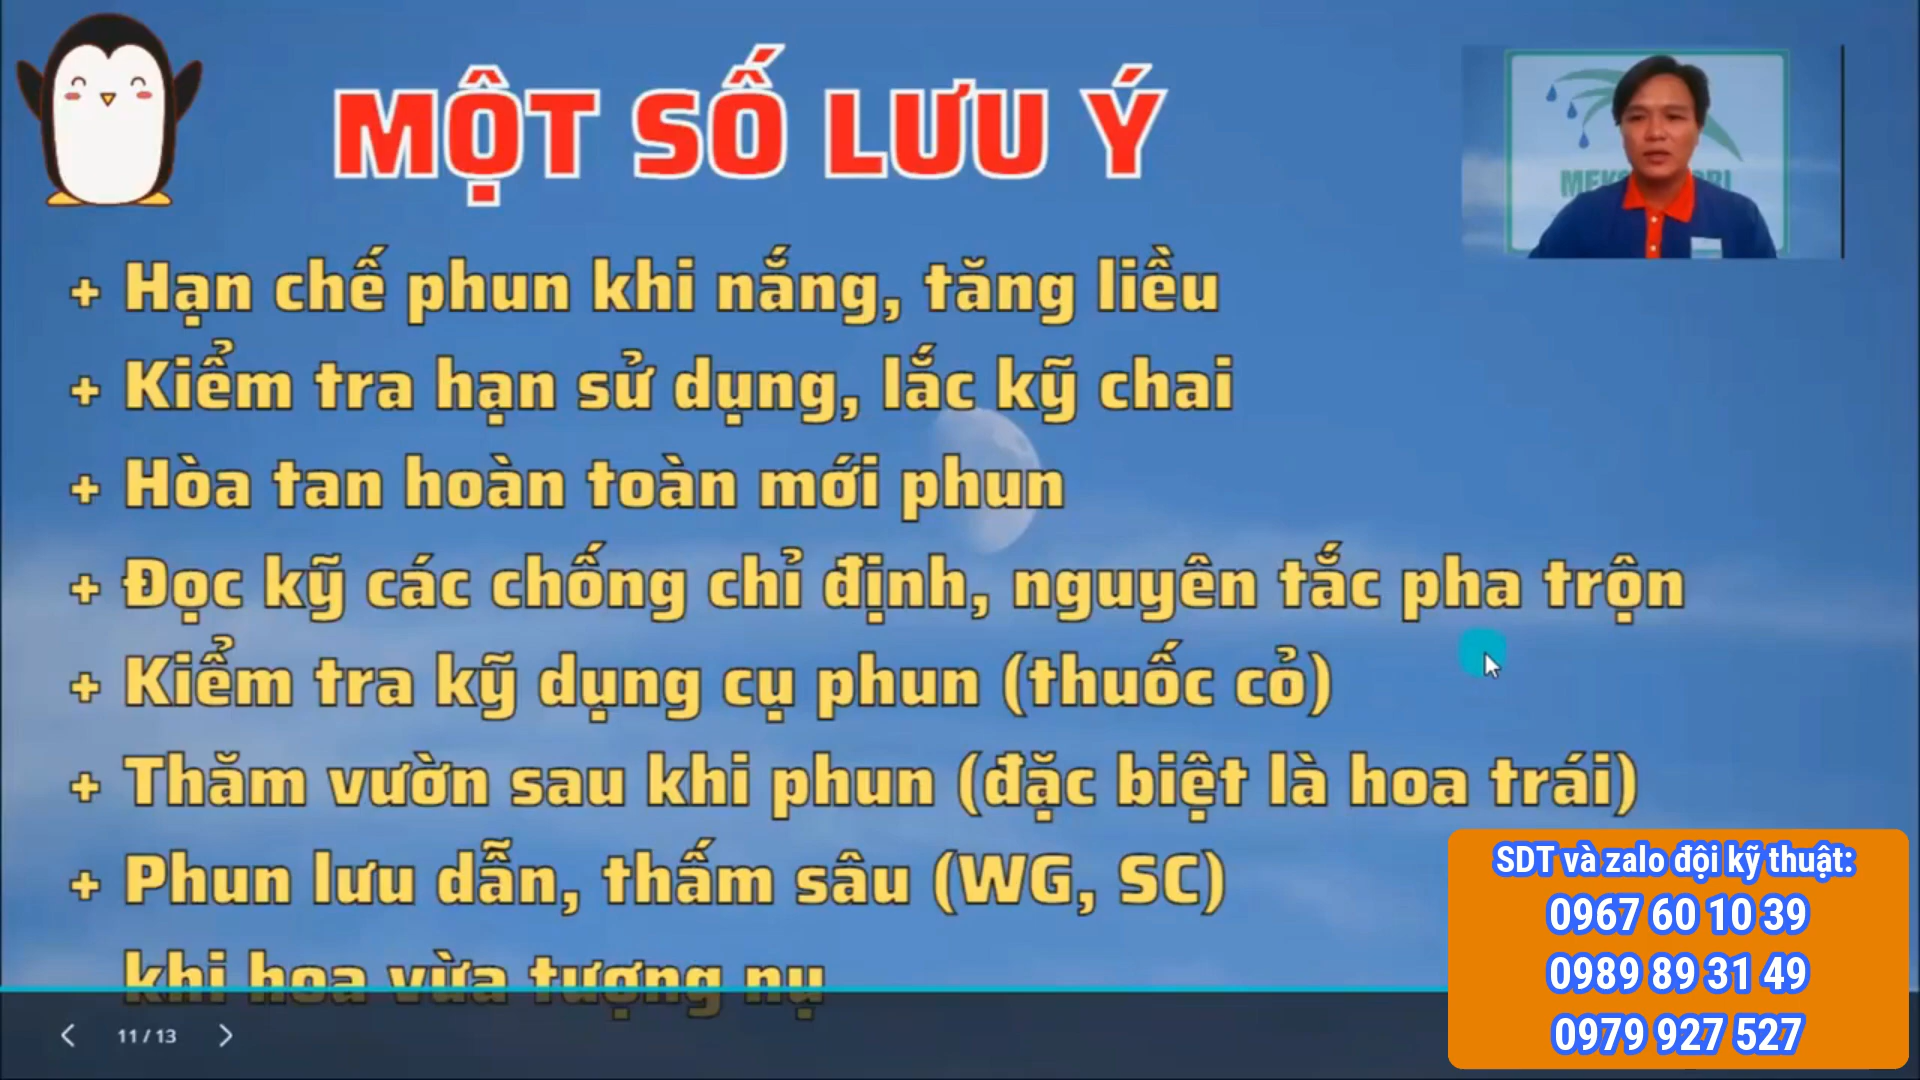 MỘT SỐ LƯU Ý
+ Hạn chế phun khi nắng, tăng liều
+ Kiểm tra hạn sử dụng, lắc kỹ chai
+ Hòa tan hoàn toàn mới phun
+ Đọc kỹ các chống chỉ định, nguyên tắc pha trộn
+ Kiểm tra kỹ dụng cụ phun (thuốc cỏ)
+ Thăm vườn sau khi phun (đặc biệt là hoa trái)
+ Phun lưu dẫn, thấm sâu (WG, SC)
khi hoa vừa tượng nụ
11 / 13
SDT và zalo đội kỹ thuật:
0967 60 10 39
0989 89 31 49
0979 927 527